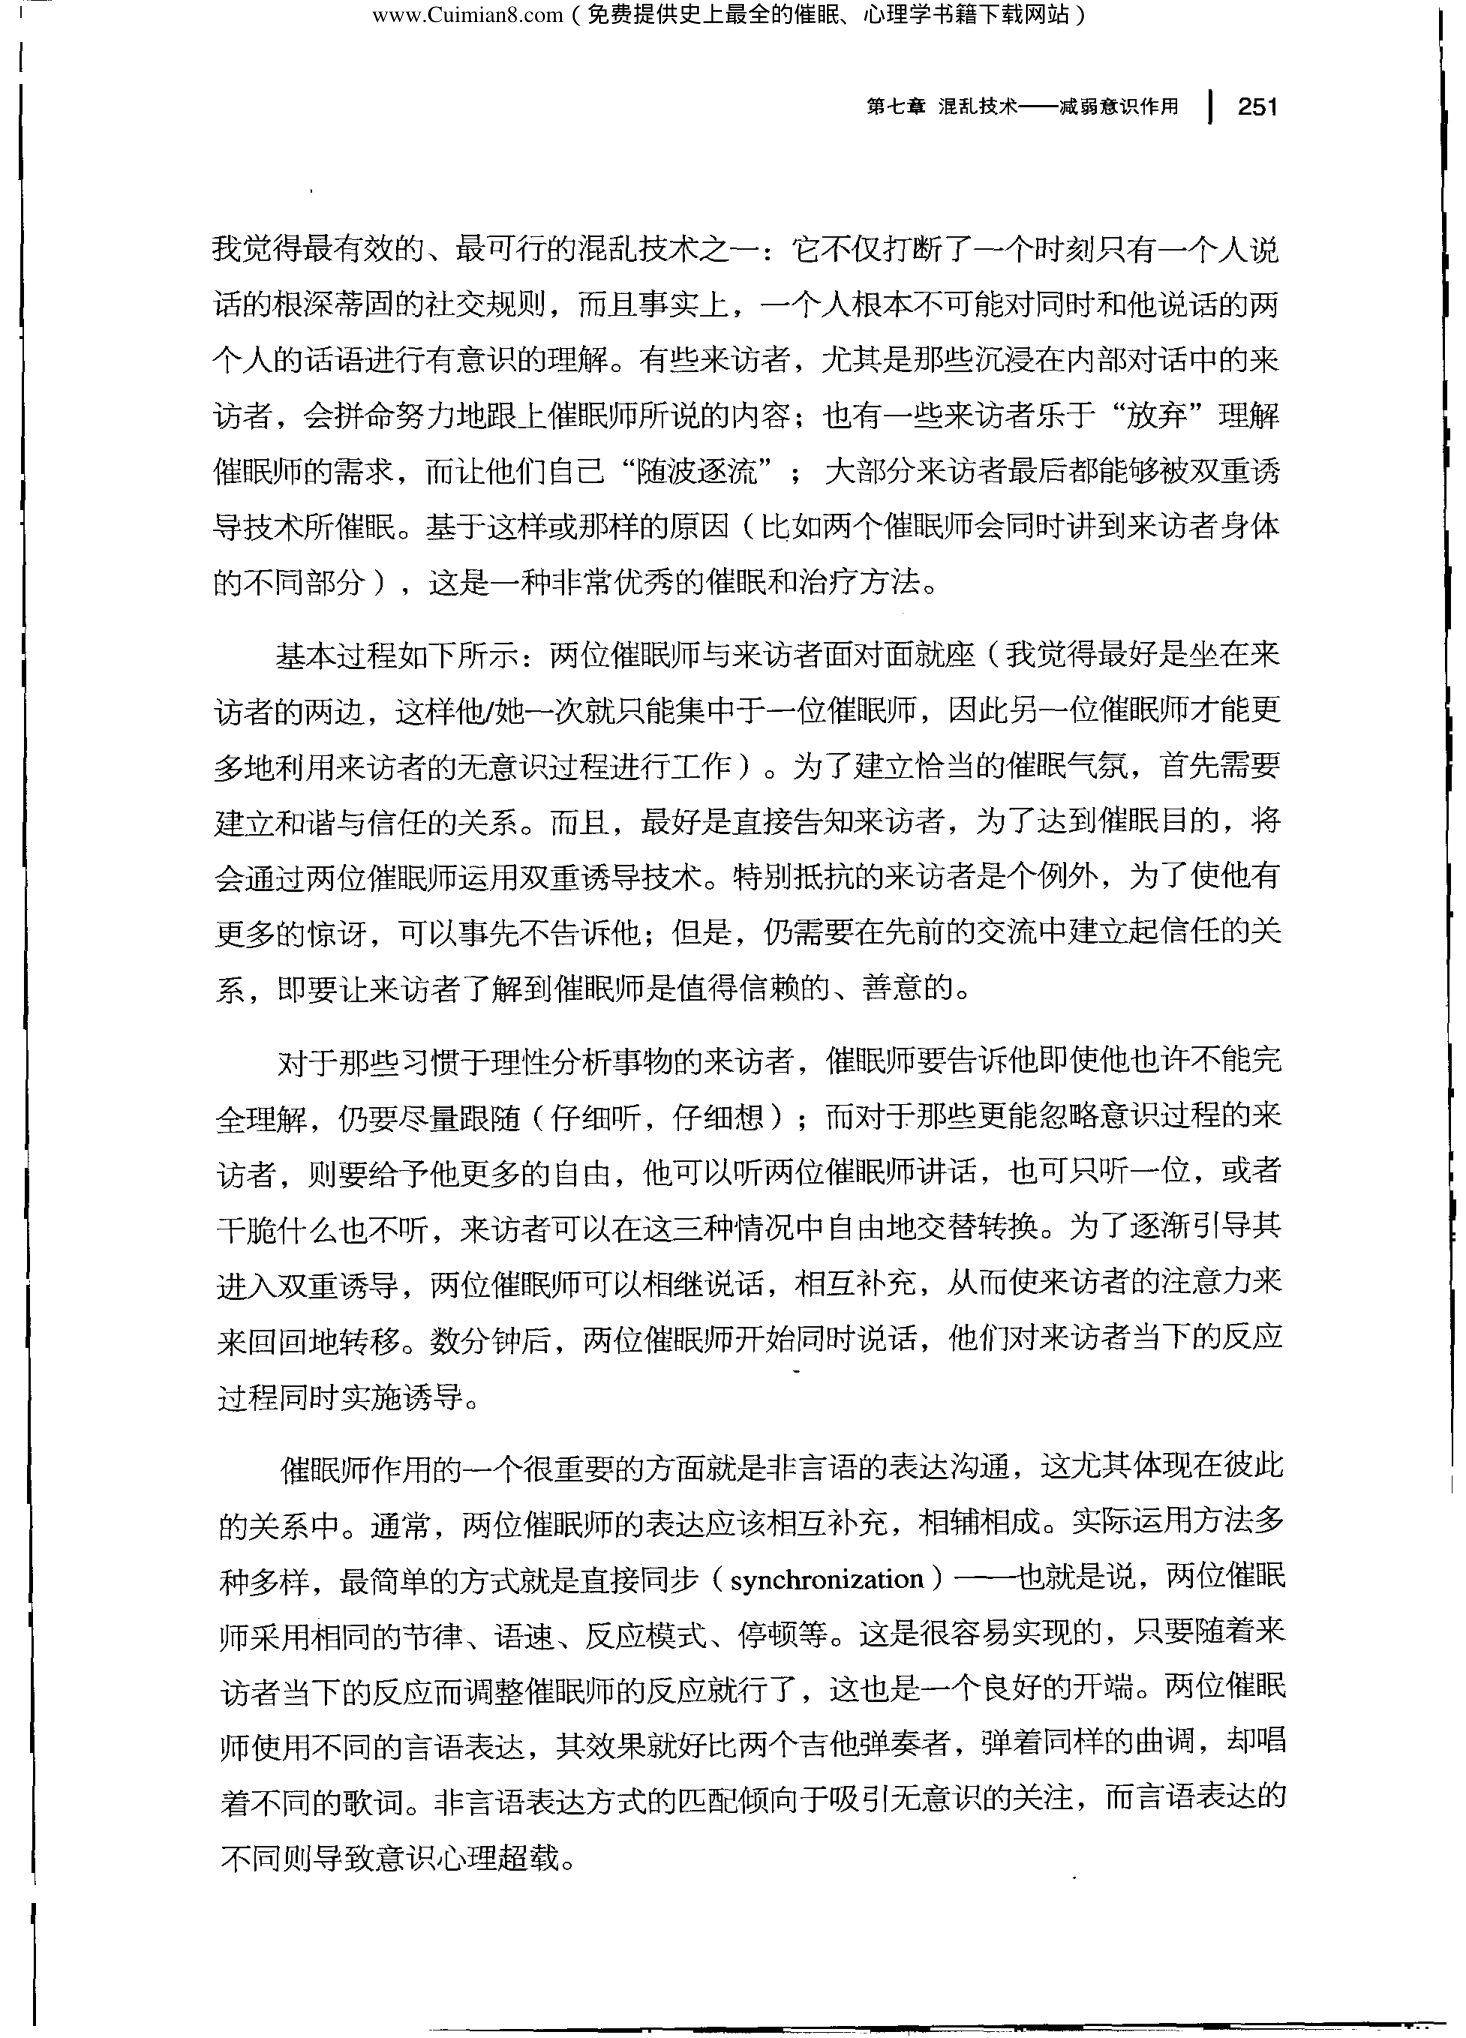 www.Cuimian8.com（免费提供史上最全的催眠、心理学书籍下载网站）
第七章 混乱技术——减弱意识作用 251
我觉得最有效的、最可行的混乱技术之一：它不仅打断了一个时刻只有一个人说
话的根深蒂固的社交规则，而且事实上，一个人根本不可能对同时和他说话的两
个人的话语进行有意识的理解。有些来访者，尤其是那些沉浸在内部对话中的来
访者，会拼命努力地跟上催眠师所说的内容；也有一些来访者乐于“放弃”理解
催眠师的需求，而让他们自己“随波逐流”； 大部分来访者最后都能够被双重诱
导技术所催眠。基于这样或那样的原因（比如两个催眠师会同时讲到来访者身体
的不同部分），这是一种非常优秀的催眠和治疗方法。
基本过程如下所示：两位催眠师与来访者面对面就座（我觉得最好是坐在来
访者的两边，这样他/她一次就只能集中于一位催眠师，因此另一位催眠师才能更
多地利用来访者的无意识过程进行工作）。为了建立恰当的催眠气氛，首先需要
建立和谐与信任的关系。而且，最好是直接告知来访者，为了达到催眠目的，将
会通过两位催眠师运用双重诱导技术。特别抵抗的来访者是个例外，为了使他有
更多的惊讶，可以事先不告诉他；但是，仍需要在先前的交流中建立起信任的关
系，即要让来访者了解到催眠师是值得信赖的、善意的。
对于那些习惯于理性分析事物的来访者，催眠师要告诉他即使他也许不能完
全理解，仍要尽量跟随（仔细听，仔细想）；而对于那些更能忽略意识过程的来
访者，则要给予他更多的自由，他可以听两位催眠师讲话，也可只听一位，或者
干脆什么也不听，来访者可以在这三种情况中自由地交替转换。为了逐渐引导其
进入双重诱导，两位催眠师可以相继说话，相互补充，从而使来访者的注意力来
来回回地转移。数分钟后，两位催眠师开始同时说话，他们对来访者当下的反应
过程同时实施诱导。
催眠师作用的一个很重要的方面就是非言语的表达沟通，这尤其体现在彼此
的关系中。通常，两位催眠师的表达应该相互补充，相辅相成。实际运用方法多
种多样，最简单的方式就是直接同步（synchronization）——也就是说，两位催眠
师采用相同的节律、语速、反应模式、停顿等。这是很容易实现的，只要随着来
访者当下的反应而调整催眠师的反应就行了，这也是一个良好的开端。两位催眠
师使用不同的言语表达，其效果就好比两个吉他弹奏者，弹着同样的曲调，却唱
着不同的歌词。非言语表达方式的匹配倾向于吸引无意识的关注，而言语表达的
不同则导致意识心理超载。